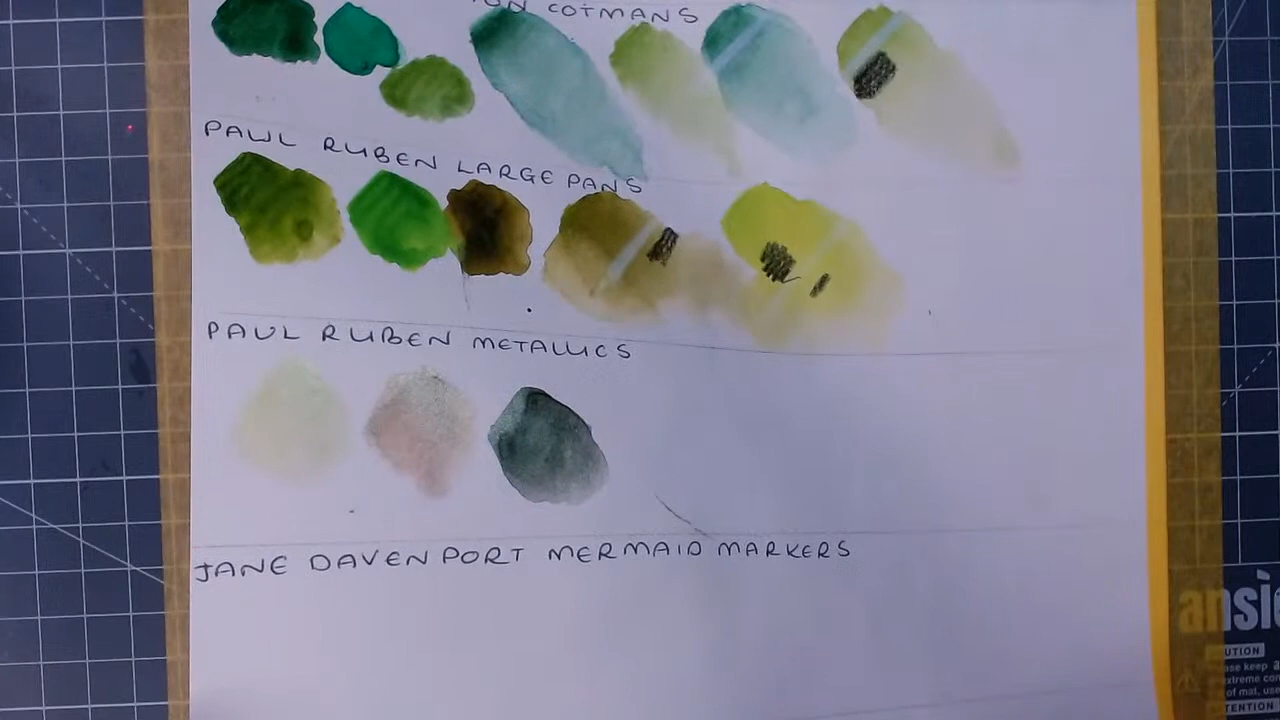 COTMANS
PAUL RUBEN LARGE PANS
PAUL RUBEN METALLICS
JANE DAVENPORT MERMAID MARKERS